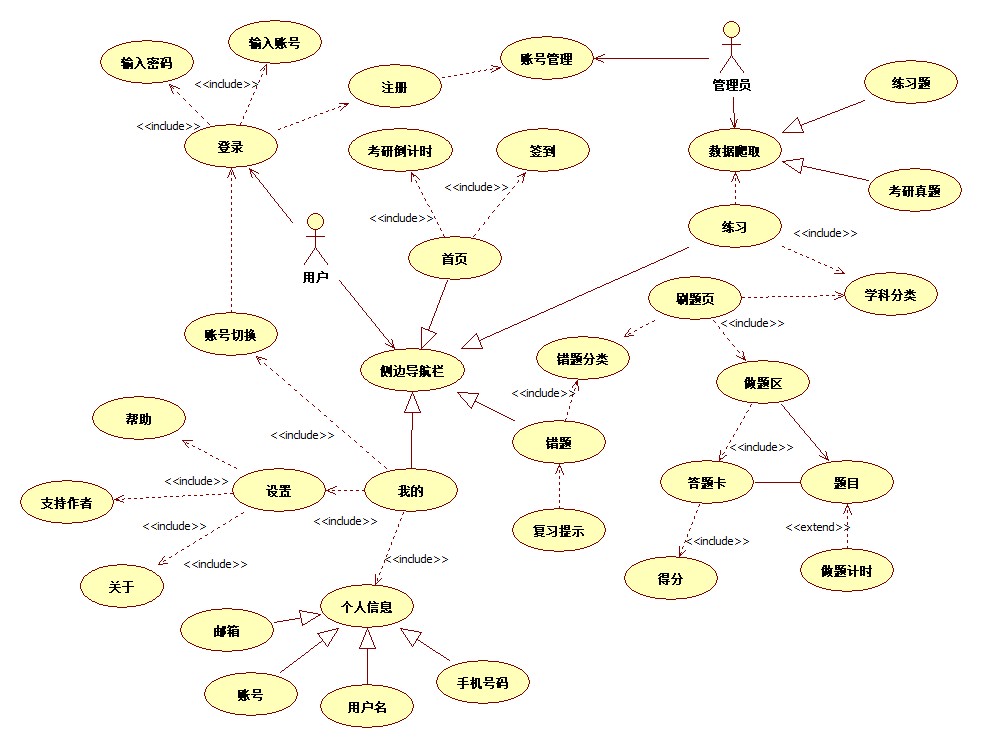 输入账号
输入密码
<<include>>
<<include>>
账号管理
注册
管理员
练习题
登录
考研倒计时
签到
数据爬取
<<include>>
考研真题
<<include>>
练习
<<include>>
用户
首页
刷题页
学科分类
<<include>>
账号切换
侧边导航栏
错题分类
做题区
<<include>>
帮助
<<include>>
错题
<<include>>
支持作者
<<include>>
设置
我的
答题卡
题目
<<include>>
<<include>>
复习提示
<<extend>>
<<include>>
<<include>>
<<include>>
关于
得分
做题计时
个人信息
邮箱
账号
用户名
手机号码